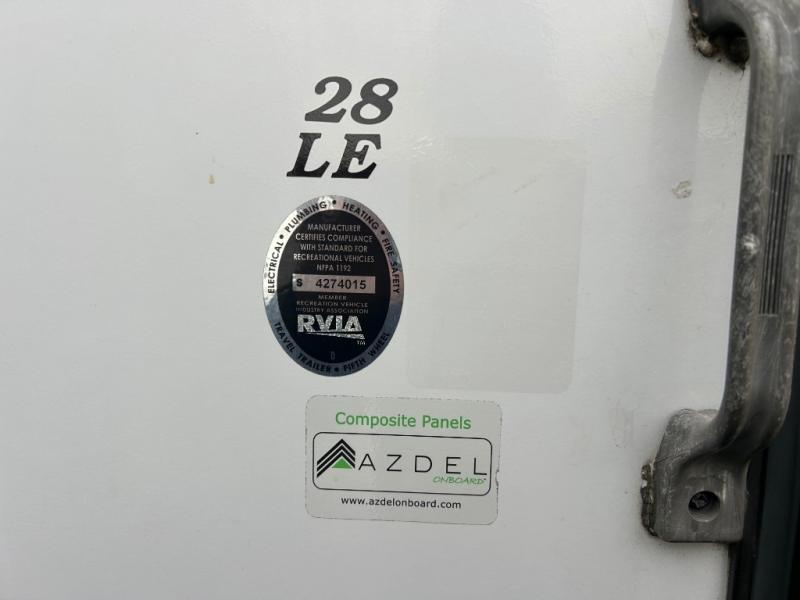 28
LE
ELECTRICAL • PLUMBING • HEATING • FIRE SAFETY
MANUFACTURER
CERTIFIES COMPLIANCE
WITH STANDARD FOR
RECREATIONAL VEHICLES
NFPA 1192
S 4274015
MEMBER
RECREATION VEHICLE
INDUSTRY ASSOCIATION
RVIA
TM
D
TRAVEL TRAILER • FIFTH WHEEL
Composite Panels
AZDEL
ONBOARD®
www.azdelonboard.com